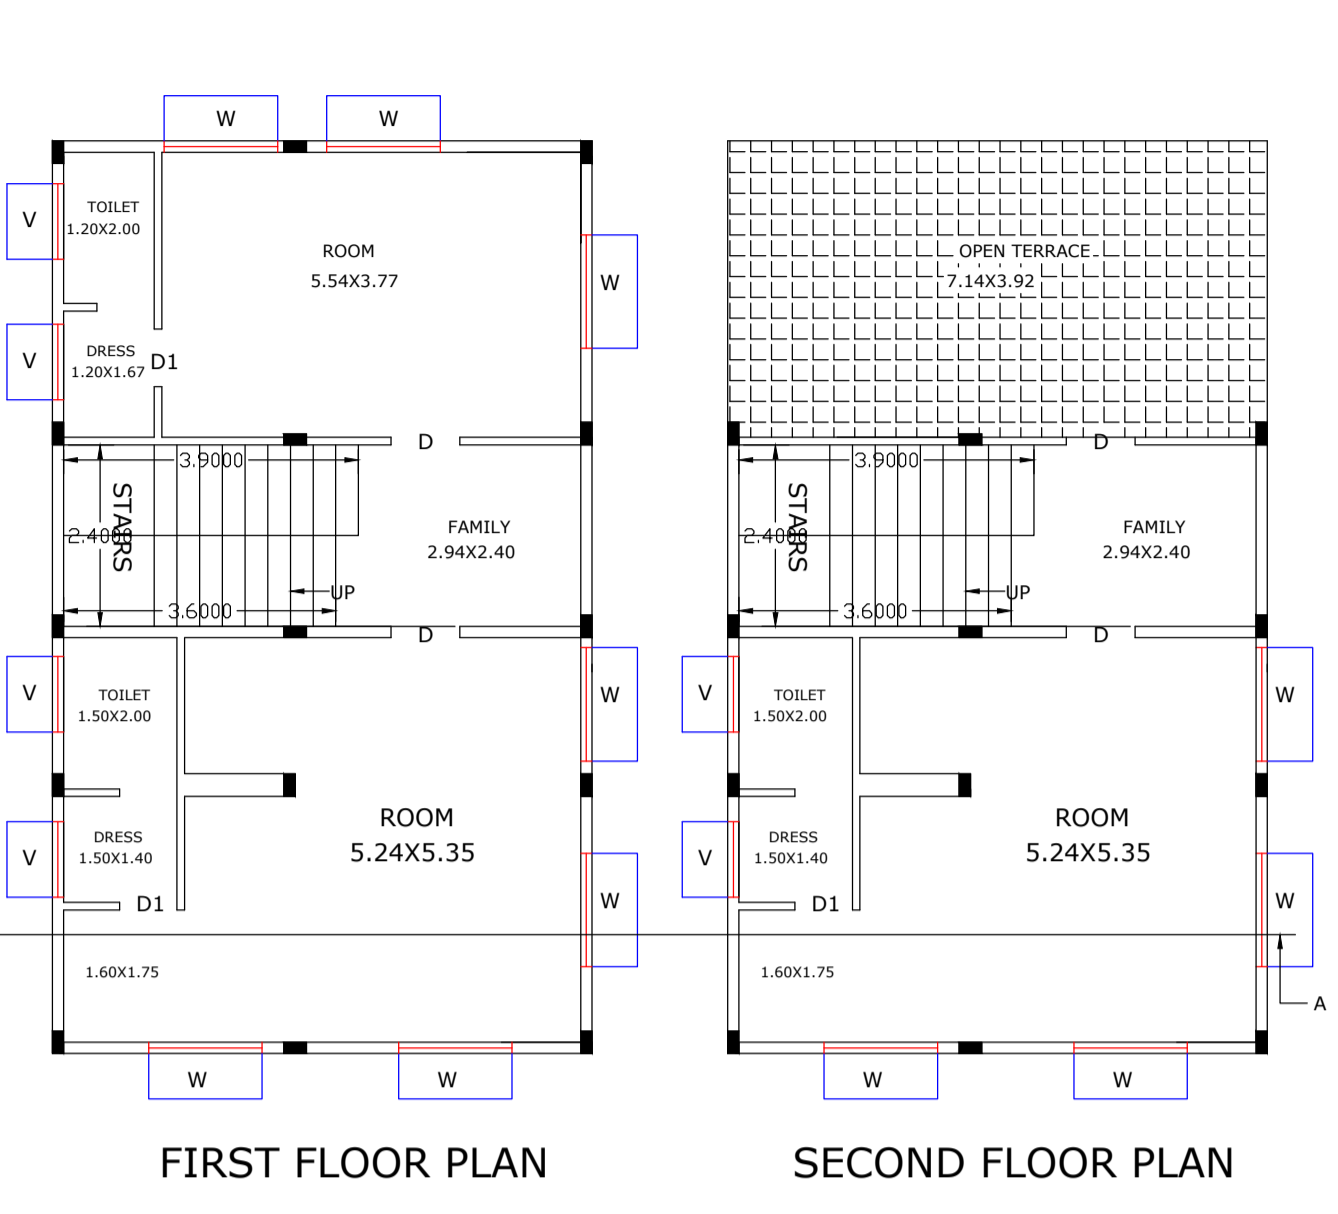 W
W
V
TOILET
1.20X2.00
ROOM
5.54X3.77
W
V
DRESS
1.20X1.67
D1
D
3.9000
STAIRS
2.4000
FAMILY
2.94X2.40
UP
3.6000
D
V
TOILET
1.50X2.00
W
ROOM
5.24X5.35
V
DRESS
1.50X1.40
D1
W
1.60X1.75
W
W
FIRST FLOOR PLAN
OPEN TERRACE
7.14X3.92
D
3.9000
STAIRS
2.4000
FAMILY
2.94X2.40
UP
3.6000
D
V
TOILET
1.50X2.00
W
ROOM
5.24X5.35
V
DRESS
1.50X1.40
D1
W
1.60X1.75
A
W
W
SECOND FLOOR PLAN